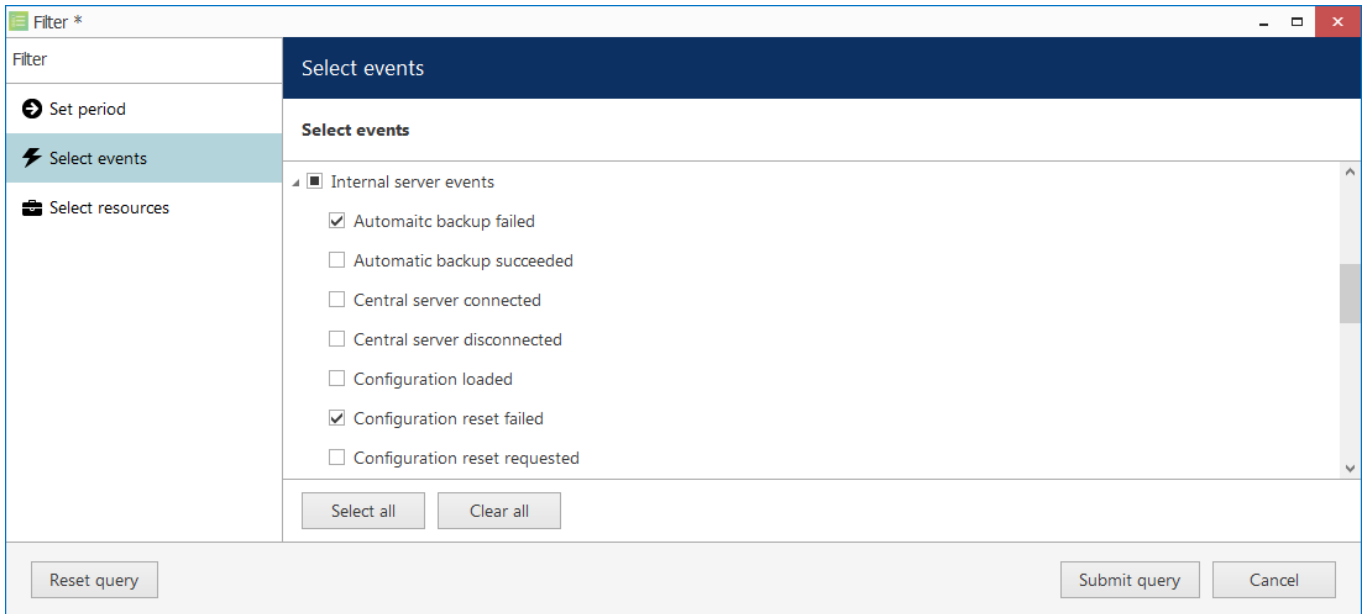 Filter *
Filter
Set period
Select events
Select resources
Select events
Select events
Internal server events
Automaitc backup failed
Automatic backup succeeded
Central server connected
Central server disconnected
Configuration loaded
Configuration reset failed
Configuration reset requested
Select all Clear all
Reset query Submit query Cancel